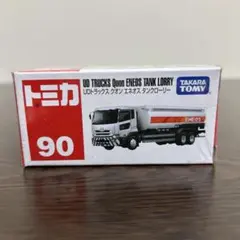 トミカ
UD TRUCKS Quon ENEOS TANK LORRY
UDトラックス クオン エネオス タンクローリー
TAKARA
TOMY
90
ENEOS